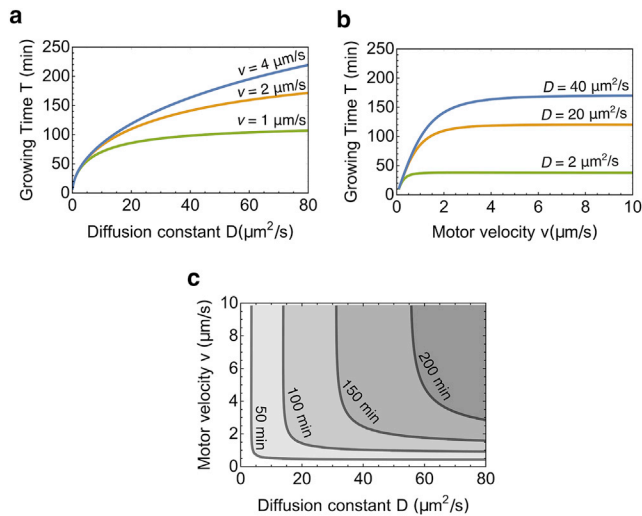 a
b
Growing Time T (min)
250
200
150
100
50
0
0
20
40
60
80
v = 4 µm/s
v = 2 µm/s
v = 1 µm/s
Diffusion constant D(µm²/s)
Growing Time T (min)
250
200
150
100
50
0
0
2
4
6
8
10
D = 40 µm²/s
D = 20 µm²/s
D = 2 µm²/s
Motor velocity v(µm/s)
c
Motor velocity v (µm/s)
10
8
6
4
2
0
0
20
40
60
80
50 min
100 min
150 min
200 min
Diffusion constant D (µm²/s)